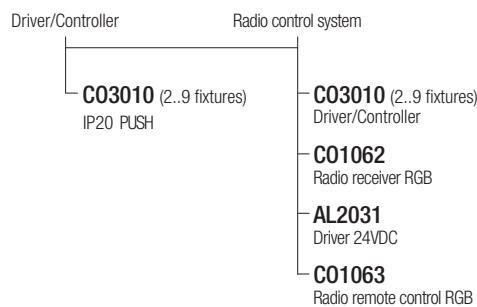 Driver/Controller
Radio control system
CO3010 (2..9 fixtures)
IP20 PUSH
CO3010 (2..9 fixtures)
Driver/Controller
CO1062
Radio receiver RGB
AL2031
Driver 24VDC
CO1063
Radio remote control RGB